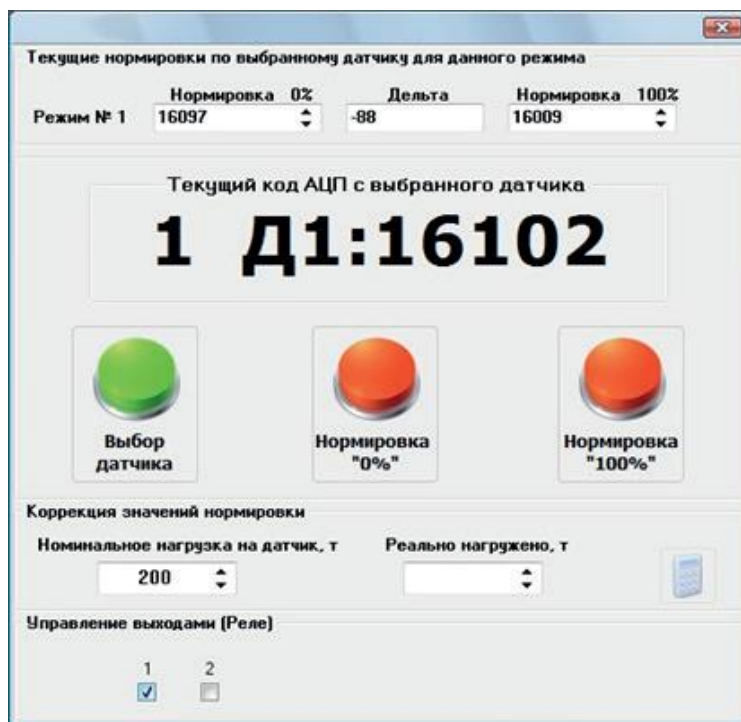 Текущие нормировки по выбранному датчику для данного режима
Нормировка 0% Дельта Нормировка 100%
Режим № 1 16097 -88 16009
Текущий код АЦП с выбранного датчика
1 Д1:16102
Выбор датчика
Нормировка "0%"
Нормировка "100%"
Коррекция значений нормировки
Номинальное нагрузка на датчик, т Реально нагружено, т
200
Управление выходами (Реле)
1 2